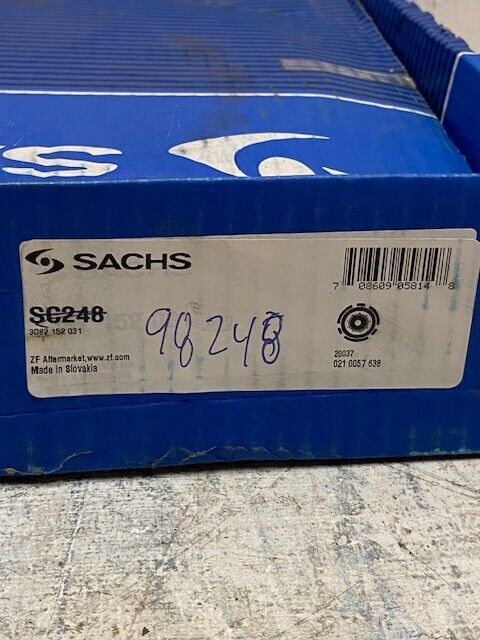 SACHS
SC248
3082 152 031
98248
ZF Aftermarket, www.zf.com
Made in Slovakia
7 08609 05814 8
20037
021 0057 638